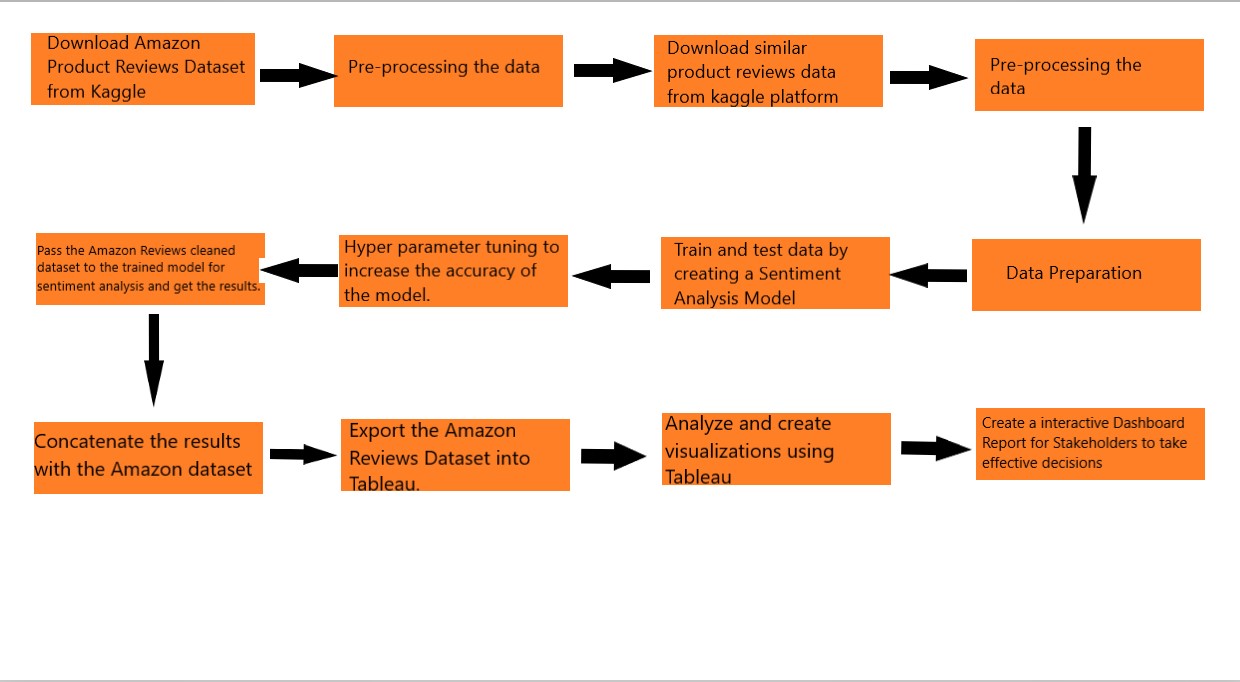 Download Amazon
Product Reviews Dataset
from Kaggle
Pre-processing the data
Download similar
product reviews data
from kaggle platform
Pre-processing the
data
Data Preparation
Train and test data by
creating a Sentiment
Analysis Model
Hyper parameter tuning to
increase the accuracy of
the model.
Pass the Amazon Reviews cleaned
dataset to the trained model for
sentiment analysis and get the results.
Concatenate the results
with the Amazon dataset
Export the Amazon
Reviews Dataset into
Tableau.
Analyze and create
visualizations using
Tableau
Create a interactive Dashboard
Report for Stakeholders to take
effective decisions